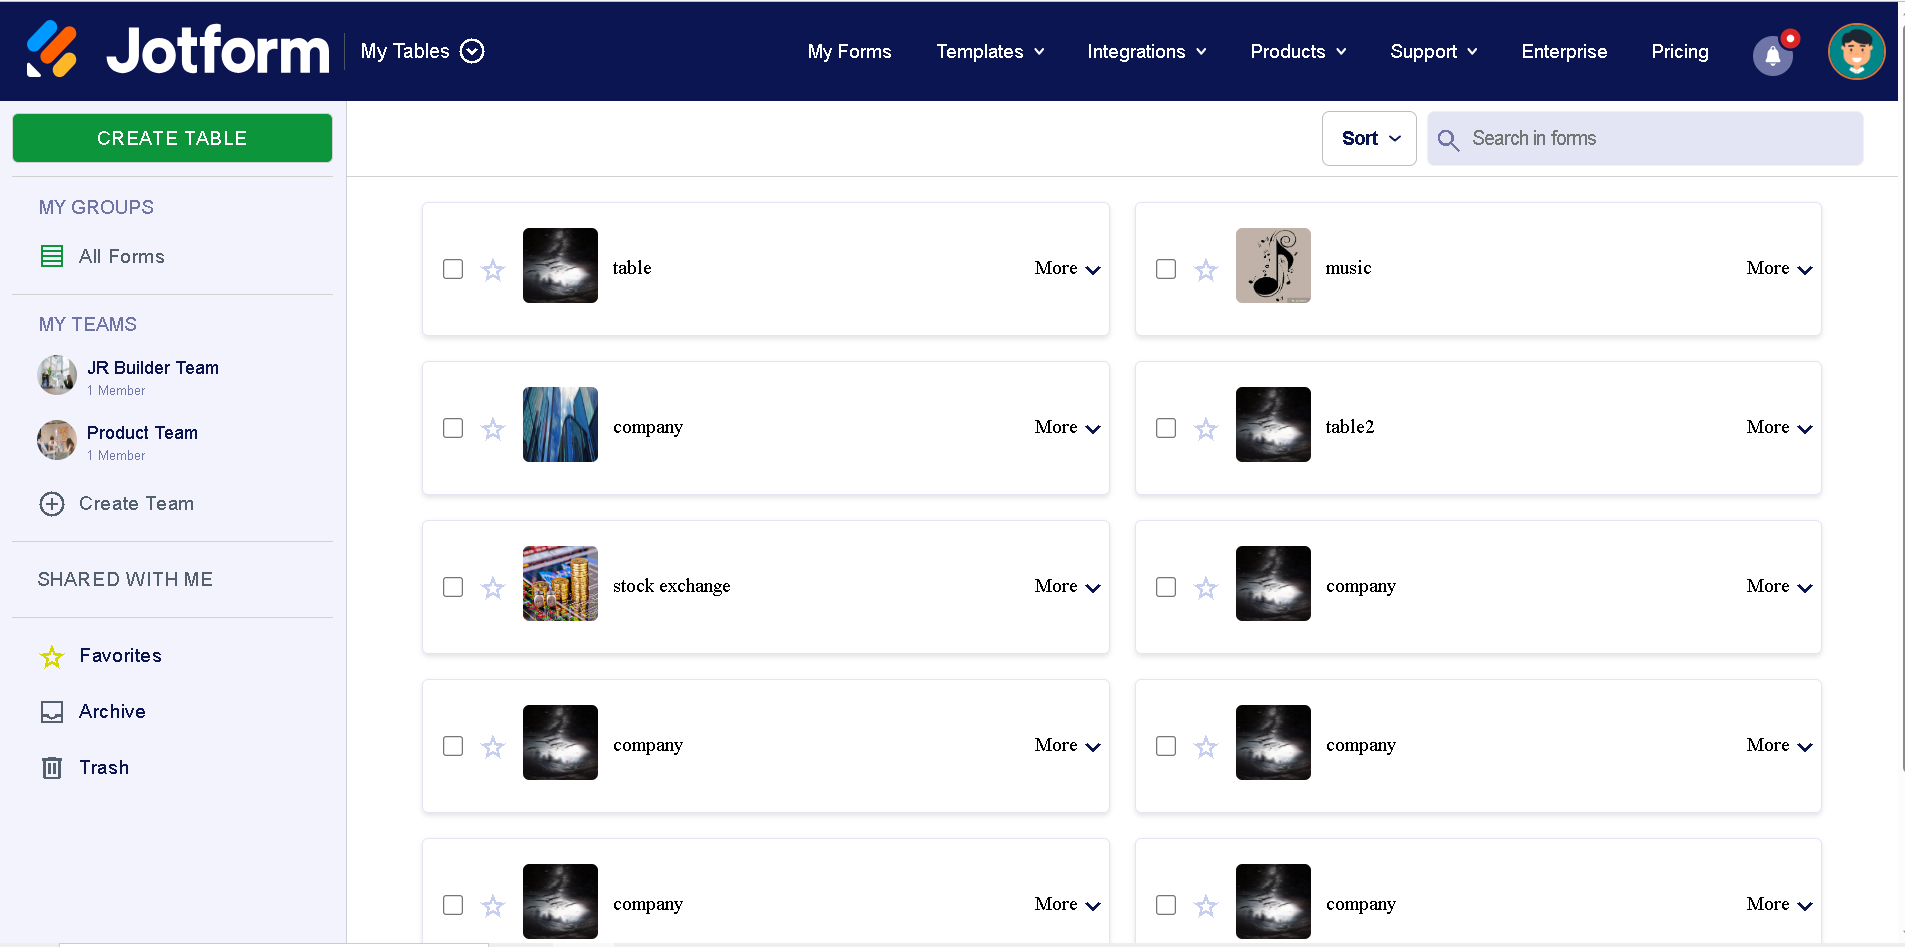 Jotform
My Tables
My Forms
Templates
Integrations
Products
Support
Enterprise
Pricing
CREATE TABLE
Sort
Search in forms
MY GROUPS
All Forms
MY TEAMS
JR Builder Team
1 Member
Product Team
1 Member
Create Team
SHARED WITH ME
Favorites
Archive
Trash
table
More
music
More
company
More
table2
More
stock exchange
More
company
More
company
More
company
More
company
More
company
More